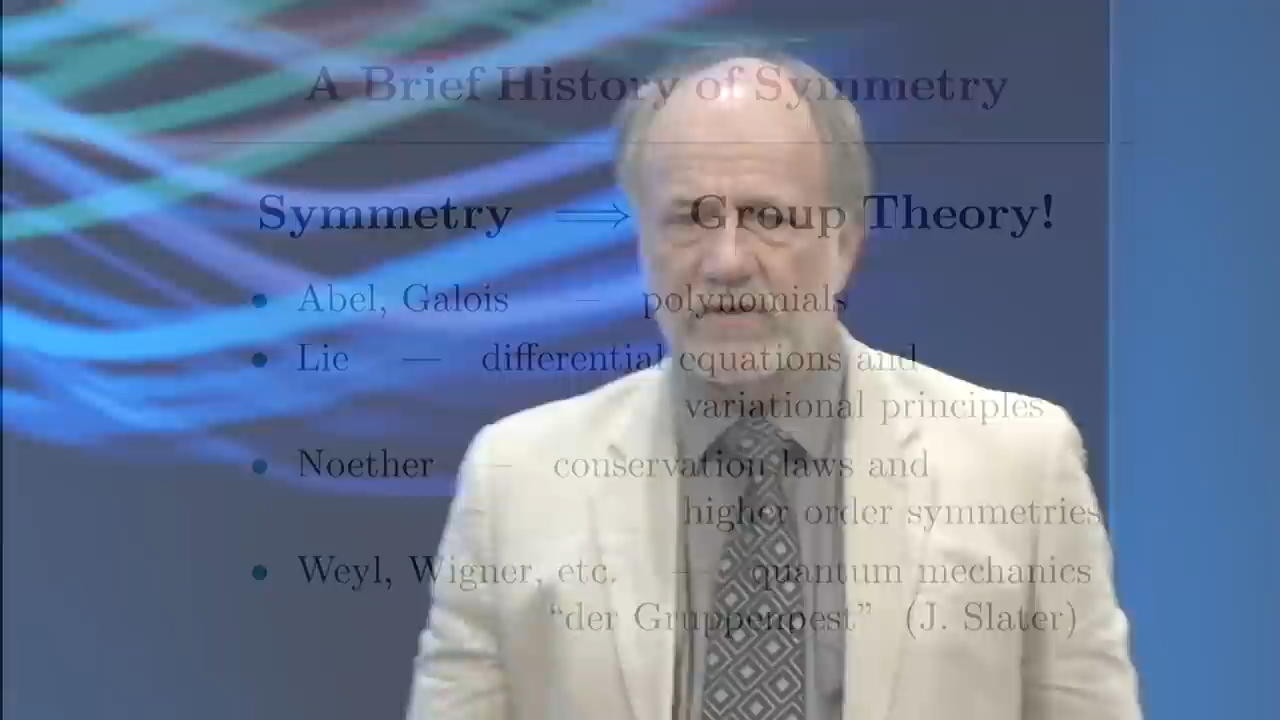 A Brief History of Symmetry
Symmetry ⟹ Group Theory!
• Abel, Galois — polynomials
• Lie — differential equations and
variational principles
• Noether — conservation laws and
higher order symmetries
• Weyl, Wigner, etc. — quantum mechanics
“der Gruppenpest” (J. Slater)